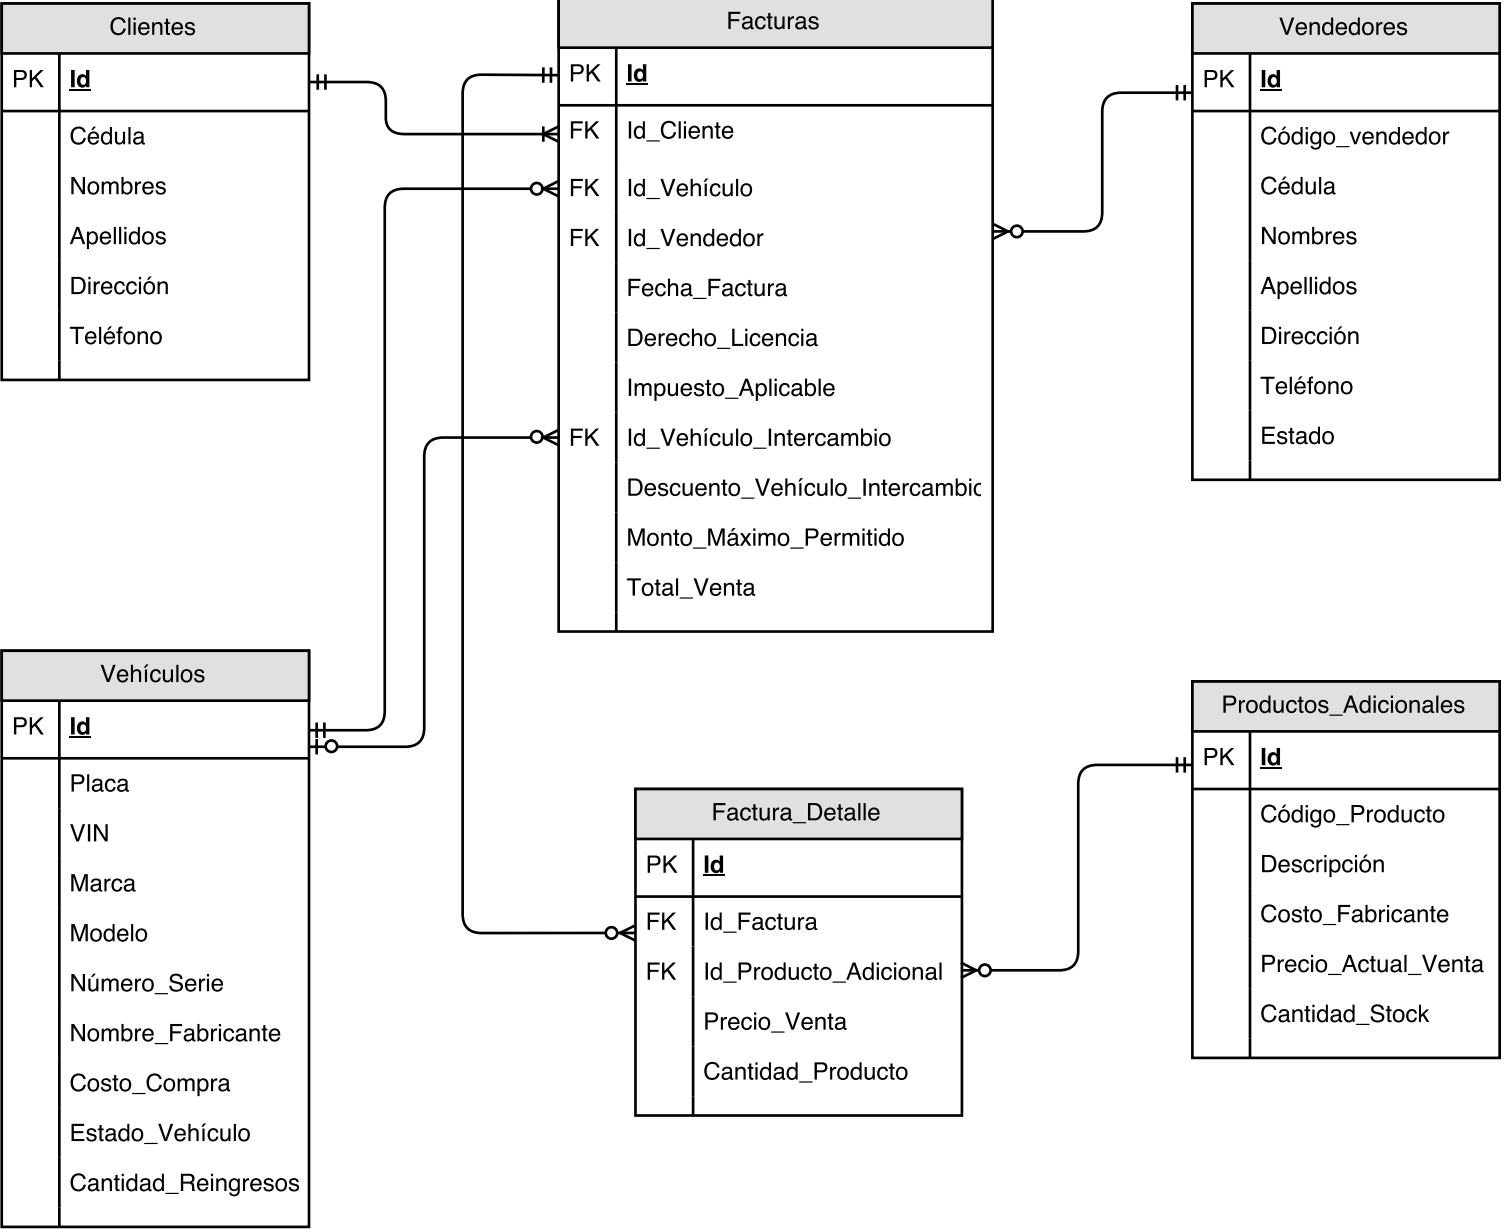 Clientes
PK Id
Cédula
Nombres
Apellidos
Dirección
Teléfono
Facturas
PK Id
FK Id_Cliente
FK Id_Vehículo
FK Id_Vendedor
Fecha_Factura
Derecho_Licencia
Impuesto_Aplicable
FK Id_Vehículo_Intercambio
Descuento_Vehículo_Intercambic
Monto_Máximo_Permitido
Total_Venta
Vendedores
PK Id
Código_vendedor
Cédula
Nombres
Apellidos
Dirección
Teléfono
Estado
Vehículos
PK Id
Placa
VIN
Marca
Modelo
Número_Serie
Nombre_Fabricante
Costo_Compra
Estado_Vehículo
Cantidad_Reingresos
Factura_Detalle
PK Id
FK Id_Factura
FK Id_Producto_Adicional
Precio_Venta
Cantidad_Producto
Productos_Adicionales
PK Id
Código_Producto
Descripción
Costo_Fabricante
Precio_Actual_Venta
Cantidad_Stock